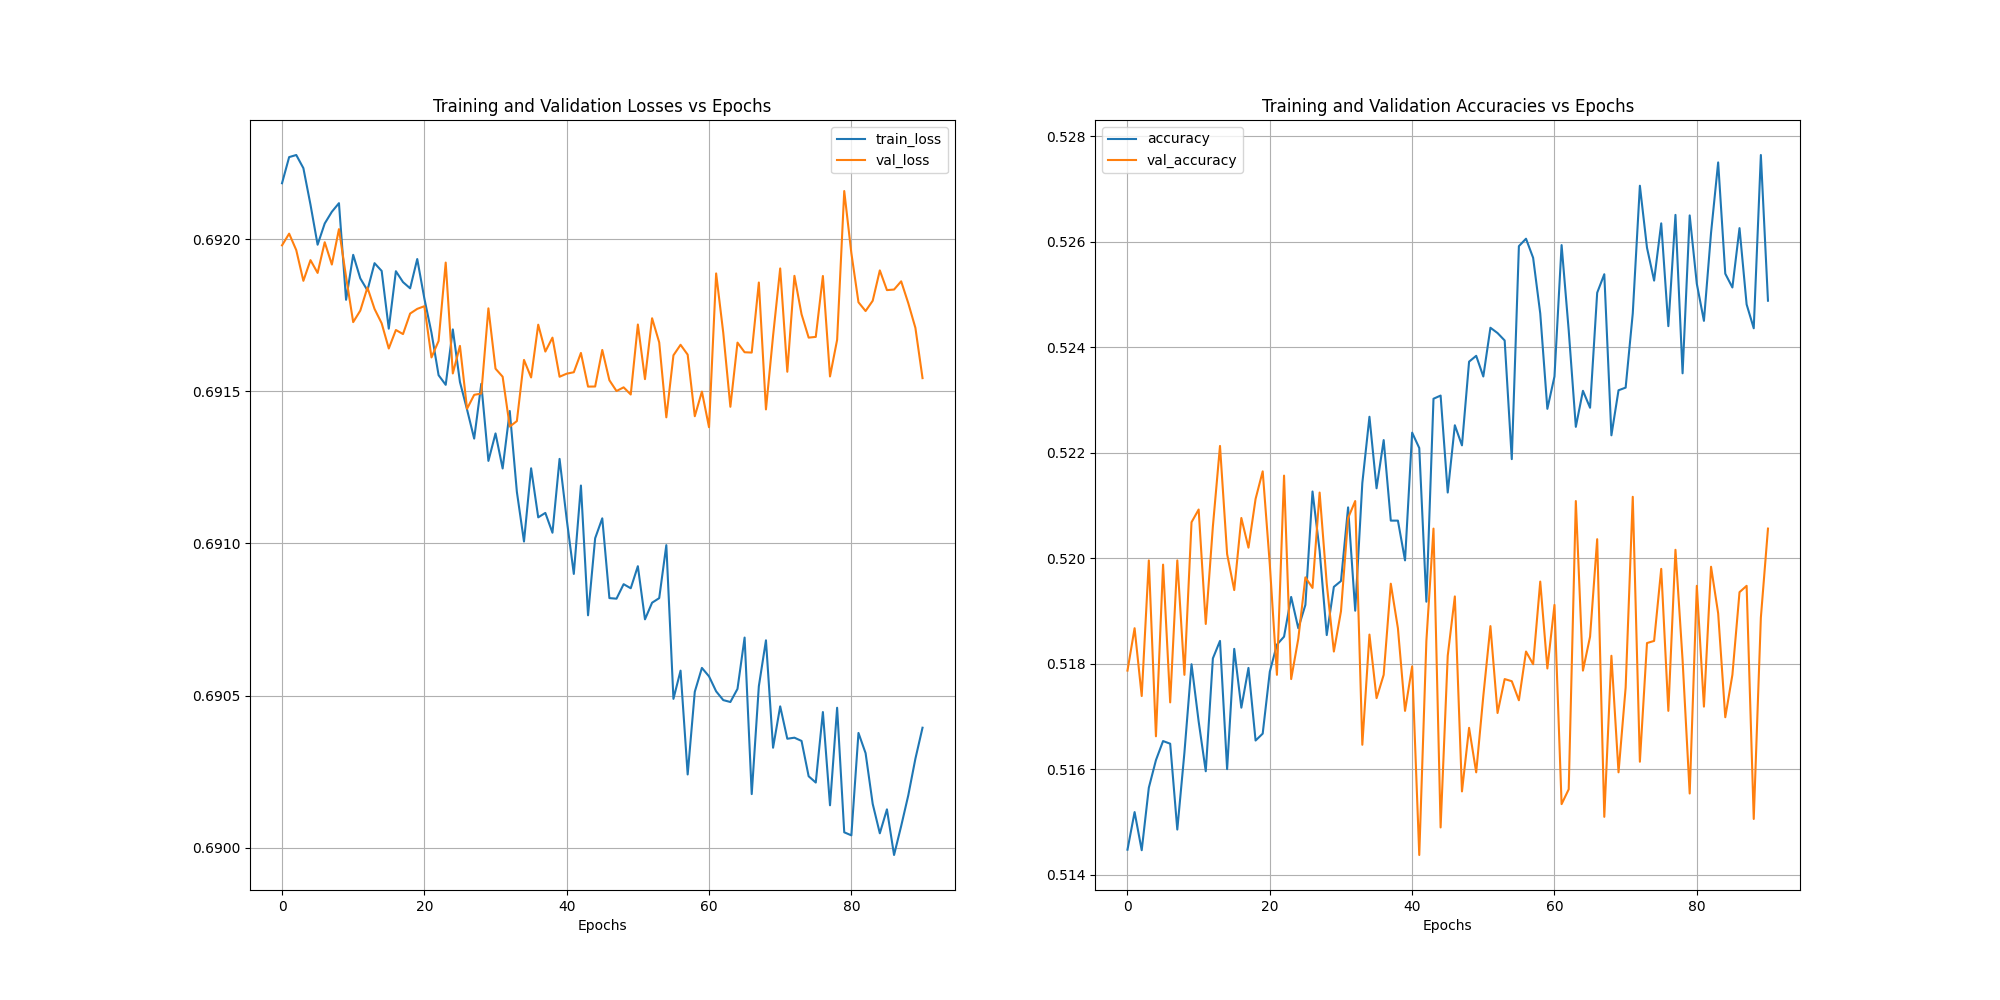 Training and Validation Losses vs Epochs
train_loss
val_loss
0.6920
0.6915
0.6910
0.6905
0.6900
0 20 40 60 80
Epochs
Training and Validation Accuracies vs Epochs
accuracy
val_accuracy
0.528
0.526
0.524
0.522
0.520
0.518
0.516
0.514
0 20 40 60 80
Epochs